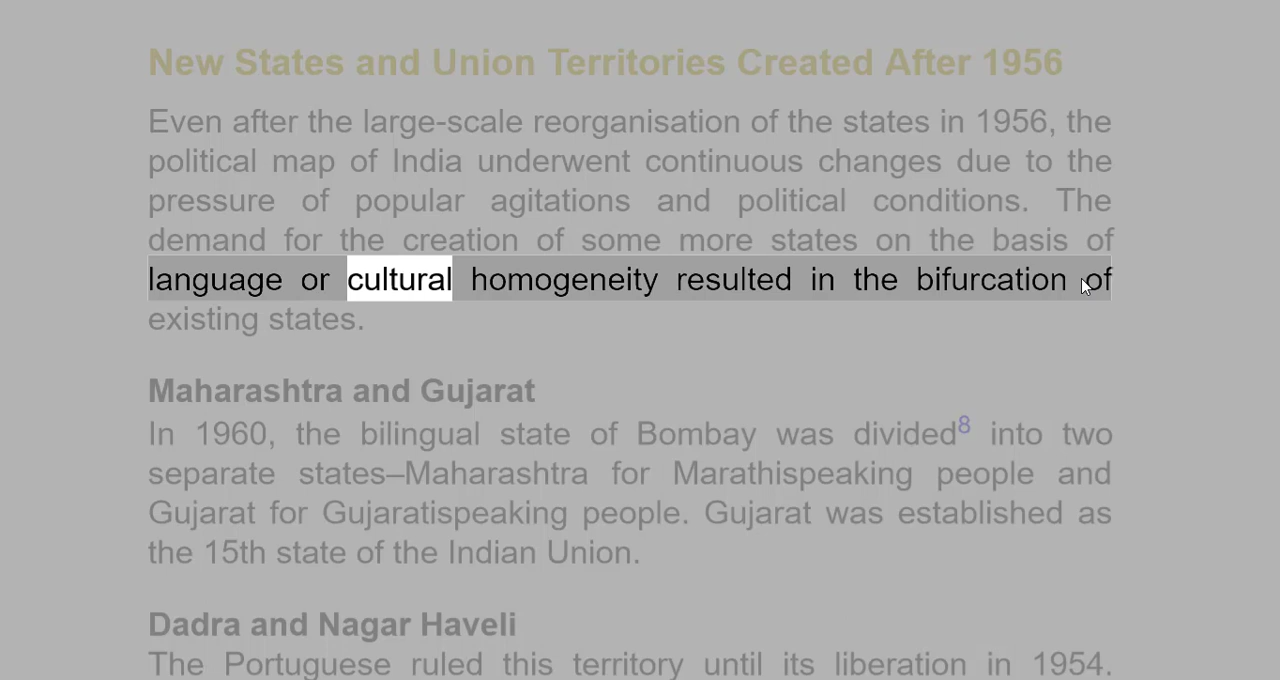 New States and Union Territories Created After 1956
Even after the large-scale reorganisation of the states in 1956, the
political map of India underwent continuous changes due to the
pressure of popular agitations and political conditions. The
demand for the creation of some more states on the basis of
language or cultural homogeneity resulted in the bifurcation of
existing states.
Maharashtra and Gujarat
In 1960, the bilingual state of Bombay was divided8 into two
separate states–Maharashtra for Marathispeaking people and
Gujarat for Gujaratispeaking people. Gujarat was established as
the 15th state of the Indian Union.
Dadra and Nagar Haveli
The Portuguese ruled this territory until its liberation in 1954.